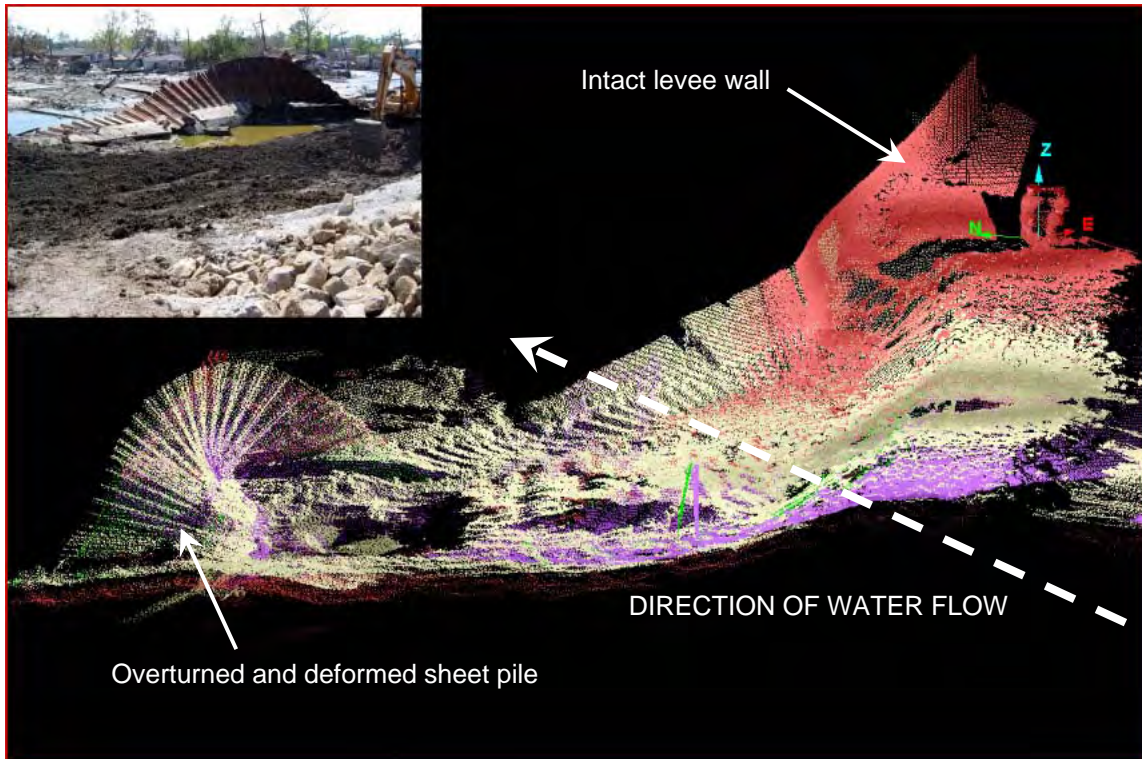 Intact levee wall
Z
N
E
DIRECTION OF WATER FLOW
Overturned and deformed sheet pile